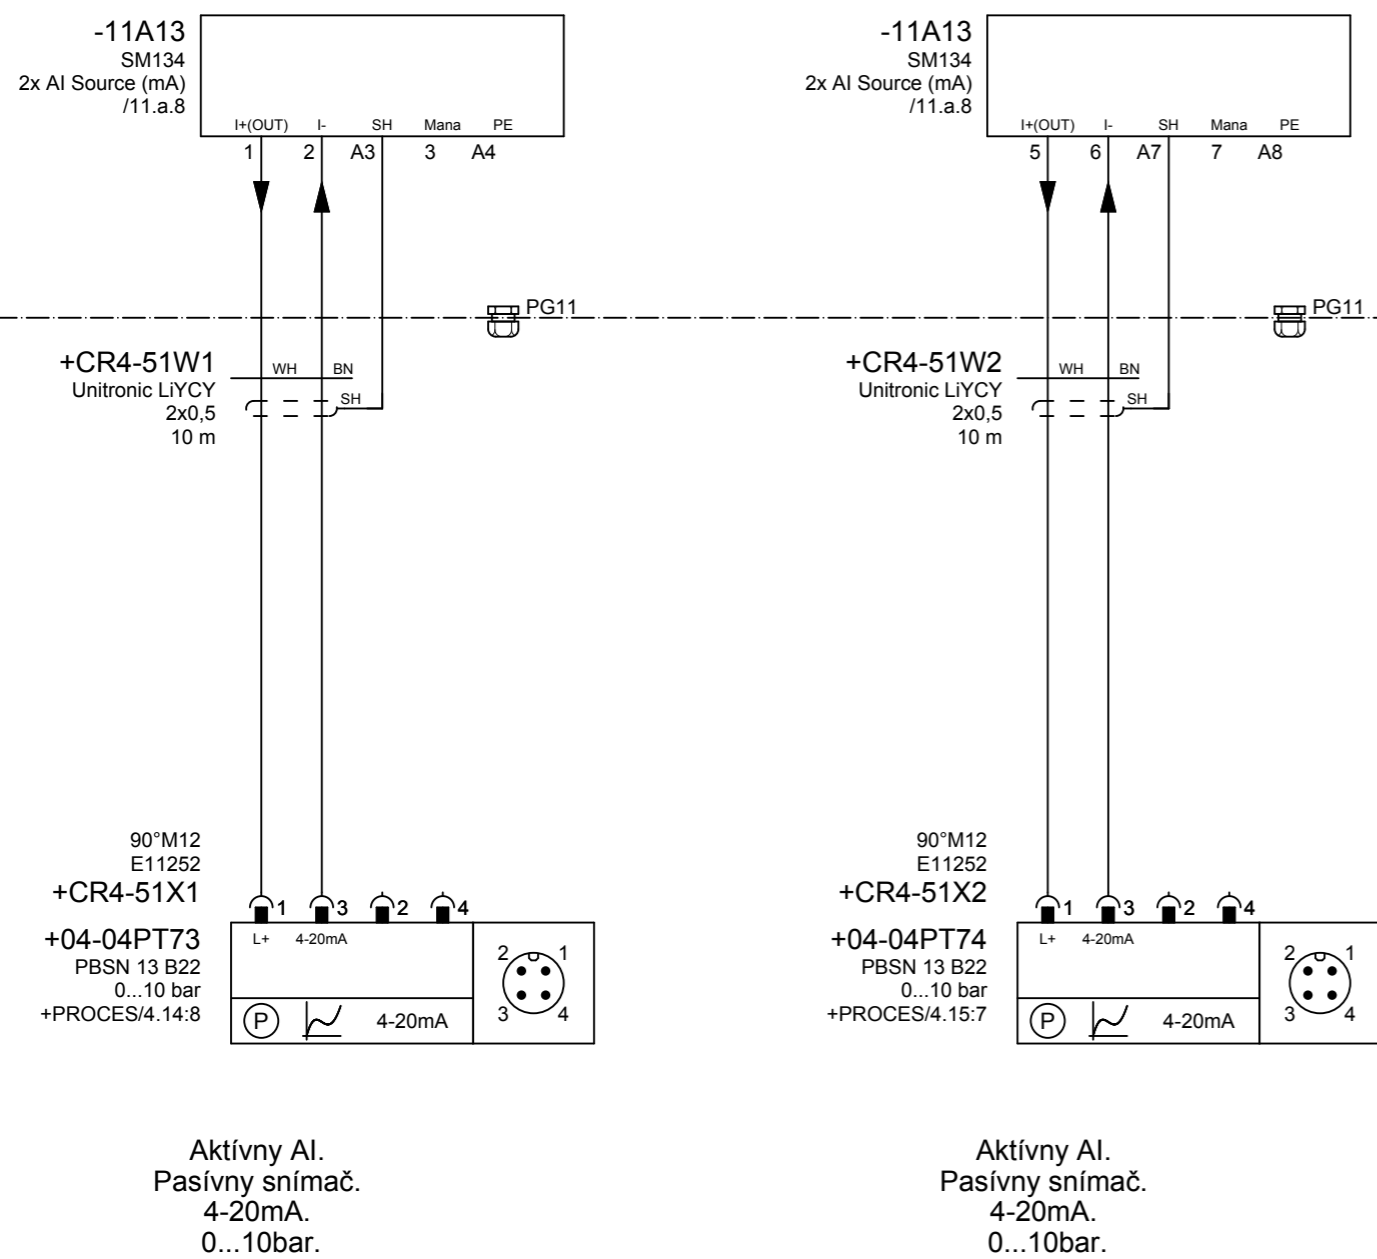 -11A13
SM134
2x AI Source (mA)
/11.a.8
I+(OUT) I- SH Mana PE
1 2 A3 3 A4
PG11
+CR4-51W1
Unitronic LiYCY
2x0,5
10 m
WH BN
SH
90°M12
E11252
+CR4-51X1
1 3 2 4
+04-04PT73
PBSN 13 B22
0...10 bar
+PROCES/4.14:8
L+ 4-20mA
P 4-20mA
2 1
3 4
Aktívny AI.
Pasívny snímač.
4-20mA.
0...10bar.
-11A13
SM134
2x AI Source (mA)
/11.a.8
I+(OUT) I- SH Mana PE
5 6 A7 7 A8
PG11
+CR4-51W2
Unitronic LiYCY
2x0,5
10 m
WH BN
SH
90°M12
E11252
+CR4-51X2
1 3 2 4
+04-04PT74
PBSN 13 B22
0...10 bar
+PROCES/4.15:7
L+ 4-20mA
P 4-20mA
2 1
3 4
Aktívny AI.
Pasívny snímač.
4-20mA.
0...10bar.